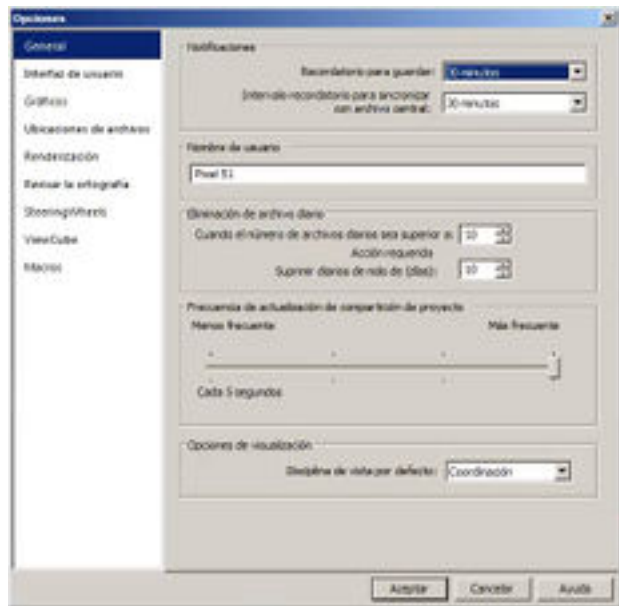 Opciones
General
Interfaz de usuario
Gráficos
Ubicaciones de archivos
Renderización
Revisar la ortografía
SteeringWheels
ViewCube
Macros
Notificaciones
Recordatorio para guardar: 30 minutos
Intervalo recordatorio para sincronizar
con archivo central: 30 minutos
Nombre de usuario
Pixel 51
Eliminación de archivo diario
Cuando el número de archivos diarios sea superior a: 10
Acción requerida
Suprimir diarios de más de (días): 10
Frecuencia de actualización de compartición de proyecto
Menos frecuente Más frecuente
Cada 5 segundos
Opciones de visualización
Disciplina de vista por defecto: Coordinación
Aceptar Cancelar Ayuda